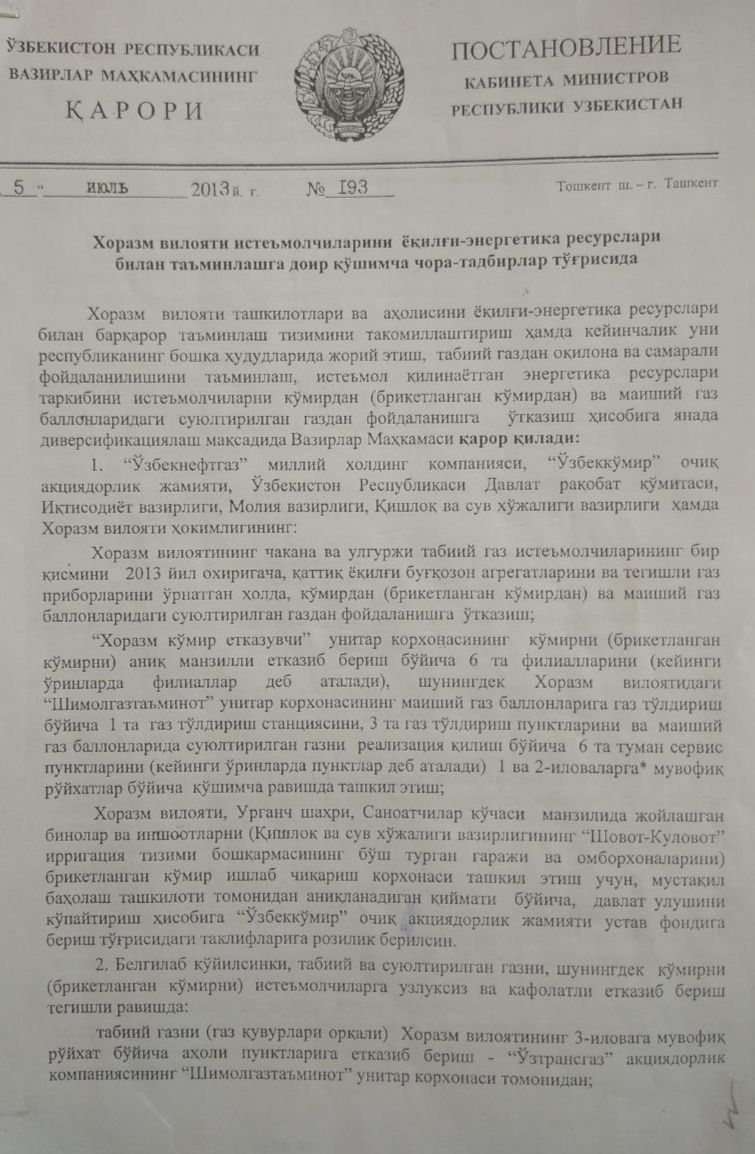 ЎЗБЕКИСТОН РЕСПУБЛИКАСИ
ВАЗИРЛАР МАҲКАМАСИНИНГ
ҚАРОРИ
ПОСТАНОВЛЕНИЕ
КАБИНЕТА МИНИСТРОВ
РЕСПУБЛИКИ УЗБЕКИСТАН
5 “ ИЮЛЬ 2013 й. г. № I93 Тошкент ш. – г. Ташкент
Хоразм вилояти истеъмолчиларини ёқилғи-энергетика ресурслари
билан таъминлашга доир қўшимча чора-тадбирлар тўғрисида
Хоразм вилояти ташкилотлари ва аҳолисини ёқилғи-энергетика ресурслари
билан барқарор таъминлаш тизимини такомиллаштириш ҳамда кейинчалик уни
республиканинг бошқа ҳудудларида жорий этиш, табиий газдан оқилона ва самарали
фойдаланилишини таъминлаш, истеъмол қилинаётган энергетика ресурслари
таркибини истеъмолчиларни кўмирдан (брикетланган кўмирдан) ва маиший газ
баллонларидаги суюлтирилган газдан фойдаланишга ўтказиш ҳисобига янада
диверсификациялаш мақсадида Вазирлар Маҳкамаси қарор қилади:
1. “Ўзбекнефтгаз” миллий холдинг компанияси, “Ўзбеккўмир” очиқ
акциядорлик жамияти, Ўзбекистон Республикаси Давлат рақобат қўмитаси,
Иқтисодиёт вазирлиги, Молия вазирлиги, Қишлоқ ва сув хўжалиги вазирлиги ҳамда
Хоразм вилояти ҳокимлигининг:
Хоразм вилоятининг чакана ва улгуржи табиий газ истеъмолчиларининг бир
қисмини 2013 йил охиригача, қаттиқ ёқилғи буғқозон агрегатларини ва тегишли газ
приборларини ўрнатган ҳолда, кўмирдан (брикетланган кўмирдан) ва маиший газ
баллонларидаги суюлтирилган газдан фойдаланишга ўтказиш;
“Хоразм кўмир етказувчи” унитар корхонасининг кўмирни (брикетланган
кўмирни) аниқ манзилли етказиб бериш бўйича 6 та филиалларини (кейинги
ўринларда филиаллар деб аталади), шунингдек Хоразм вилоятидаги
“Шимолгазтаъминот” унитар корхонасининг маиший газ баллонларига газ тўлдириш
бўйича 1 та газ тўлдириш станциясини, 3 та газ тўлдириш пунктларини ва маиший
газ баллонларида суюлтирилган газни реализация қилиш бўйича 6 та туман сервис
пунктларини (кейинги ўринларда пунктлар деб аталади) 1 ва 2-иловаларга* мувофиқ
рўйхатлар бўйича қўшимча равишда ташкил этиш;
Хоразм вилояти, Урганч шаҳри, Саноатчилар кўчаси манзилида жойлашган
бинолар ва иншоотларни (Қишлоқ ва сув хўжалиги вазирлигининг “Шовот-Куловот”
ирригация тизими бошқармасининг бўш турган гаражи ва омборхоналарини)
брикетланган кўмир ишлаб чиқариш корхонаси ташкил этиш учун, мустақил
баҳолаш ташкилоти томонидан аниқланадиган қиймати бўйича, давлат улушини
кўпайтириш ҳисобига “Ўзбеккўмир” очиқ акциядорлик жамияти устав фондига
бериш тўғрисидаги таклифларига розилик берилсин.
2. Белгилаб қўйилсинки, табиий ва суюлтирилган газни, шунингдек кўмирни
(брикетланган кўмирни) истеъмолчиларга узлуксиз ва кафолатли етказиб бериш
тегишли равишда:
табиий газни (газ қувурлари орқали) Хоразм вилоятининг 3-иловага мувофиқ
рўйхат бўйича аҳоли пунктларига етказиб бериш - “Ўзтрансгаз” акциядорлик
компаниясининг “Шимолгазтаъминот” унитар корхонаси томонидан;